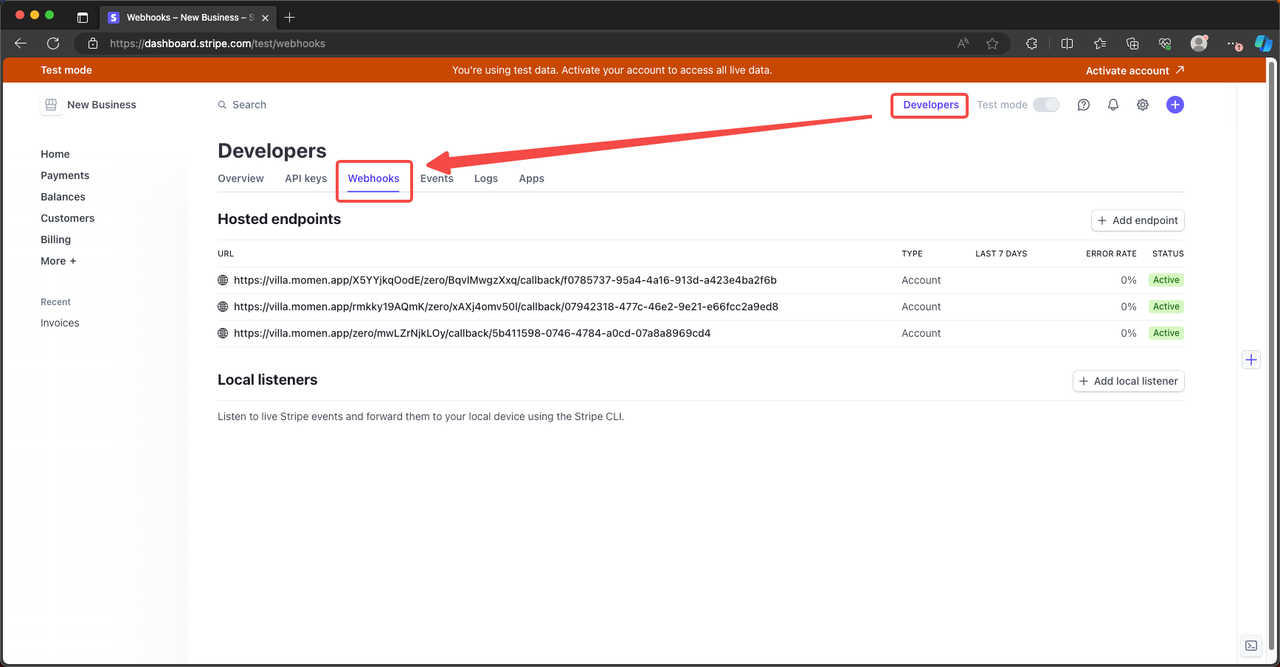 Webhooks – New Business – S
https://dashboard.stripe.com/test/webhooks
Test mode
You're using test data. Activate your account to access all live data.
Activate account
New Business
Search
Developers
Test mode
Home
Payments
Balances
Customers
Billing
More +
Recent
Invoices
Developers
Overview API keys Webhooks Events Logs Apps
Hosted endpoints
+ Add endpoint
URL TYPE LAST 7 DAYS ERROR RATE STATUS
https://villa.momen.app/X5YYjkqOodE/zero/BqvlMwgzXxq/callback/f0785737-95a4-4a16-913d-a423e4ba2f6b Account 0% Active
https://villa.momen.app/rmkky19AQmK/zero/xAXj4omv50l/callback/07942318-477c-46e2-9e21-e66fcc2a9ed8 Account 0% Active
https://villa.momen.app/zero/mwLZrNjkLOy/callback/5b411598-0746-4784-a0cd-07a8a8969cd4 Account 0% Active
Local listeners
+ Add local listener
Listen to live Stripe events and forward them to your local device using the Stripe CLI.